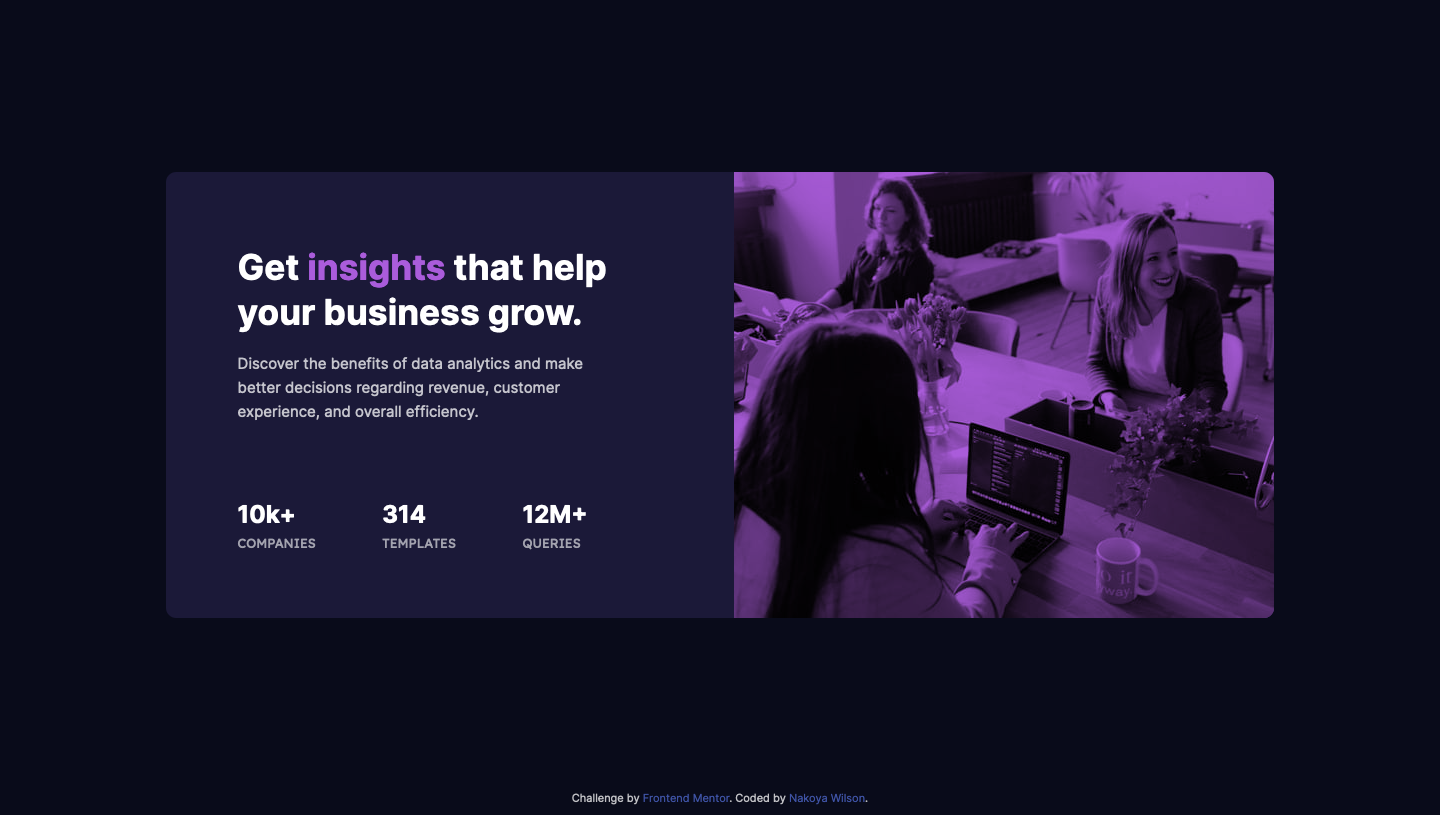 Get insights that help
your business grow.
Discover the benefits of data analytics and make
better decisions regarding revenue, customer
experience, and overall efficiency.
10k+ 314 12M+
COMPANIES TEMPLATES QUERIES
Challenge by Frontend Mentor. Coded by Nakoya Wilson.